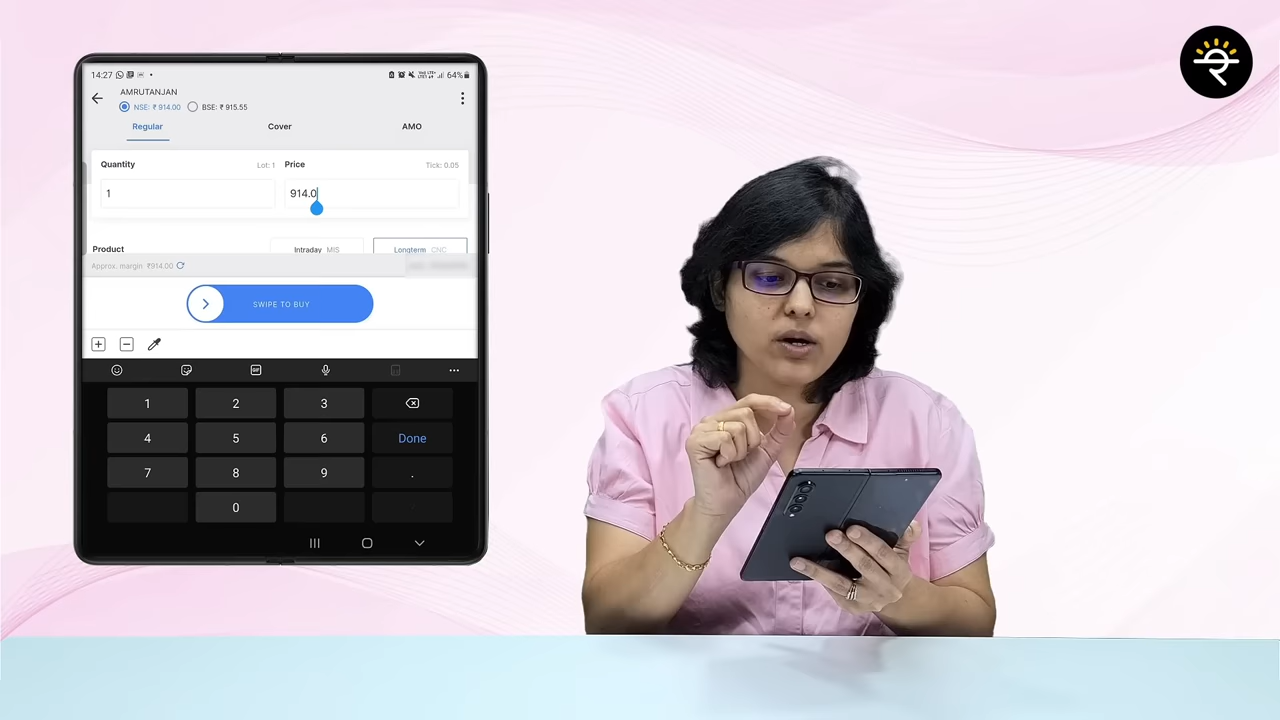 14:27
64%
AMRUTANJAN
NSE: ₹ 914.00 BSE: ₹ 915.55
Regular Cover AMO
Quantity Lot: 1 Price Tick: 0.05
1 914.0
Product Intraday MIS Longterm CNC
Approx. margin ₹914.00
SWIPE TO BUY
GIF
1 2 3
4 5 6 Done
7 8 9 .
0